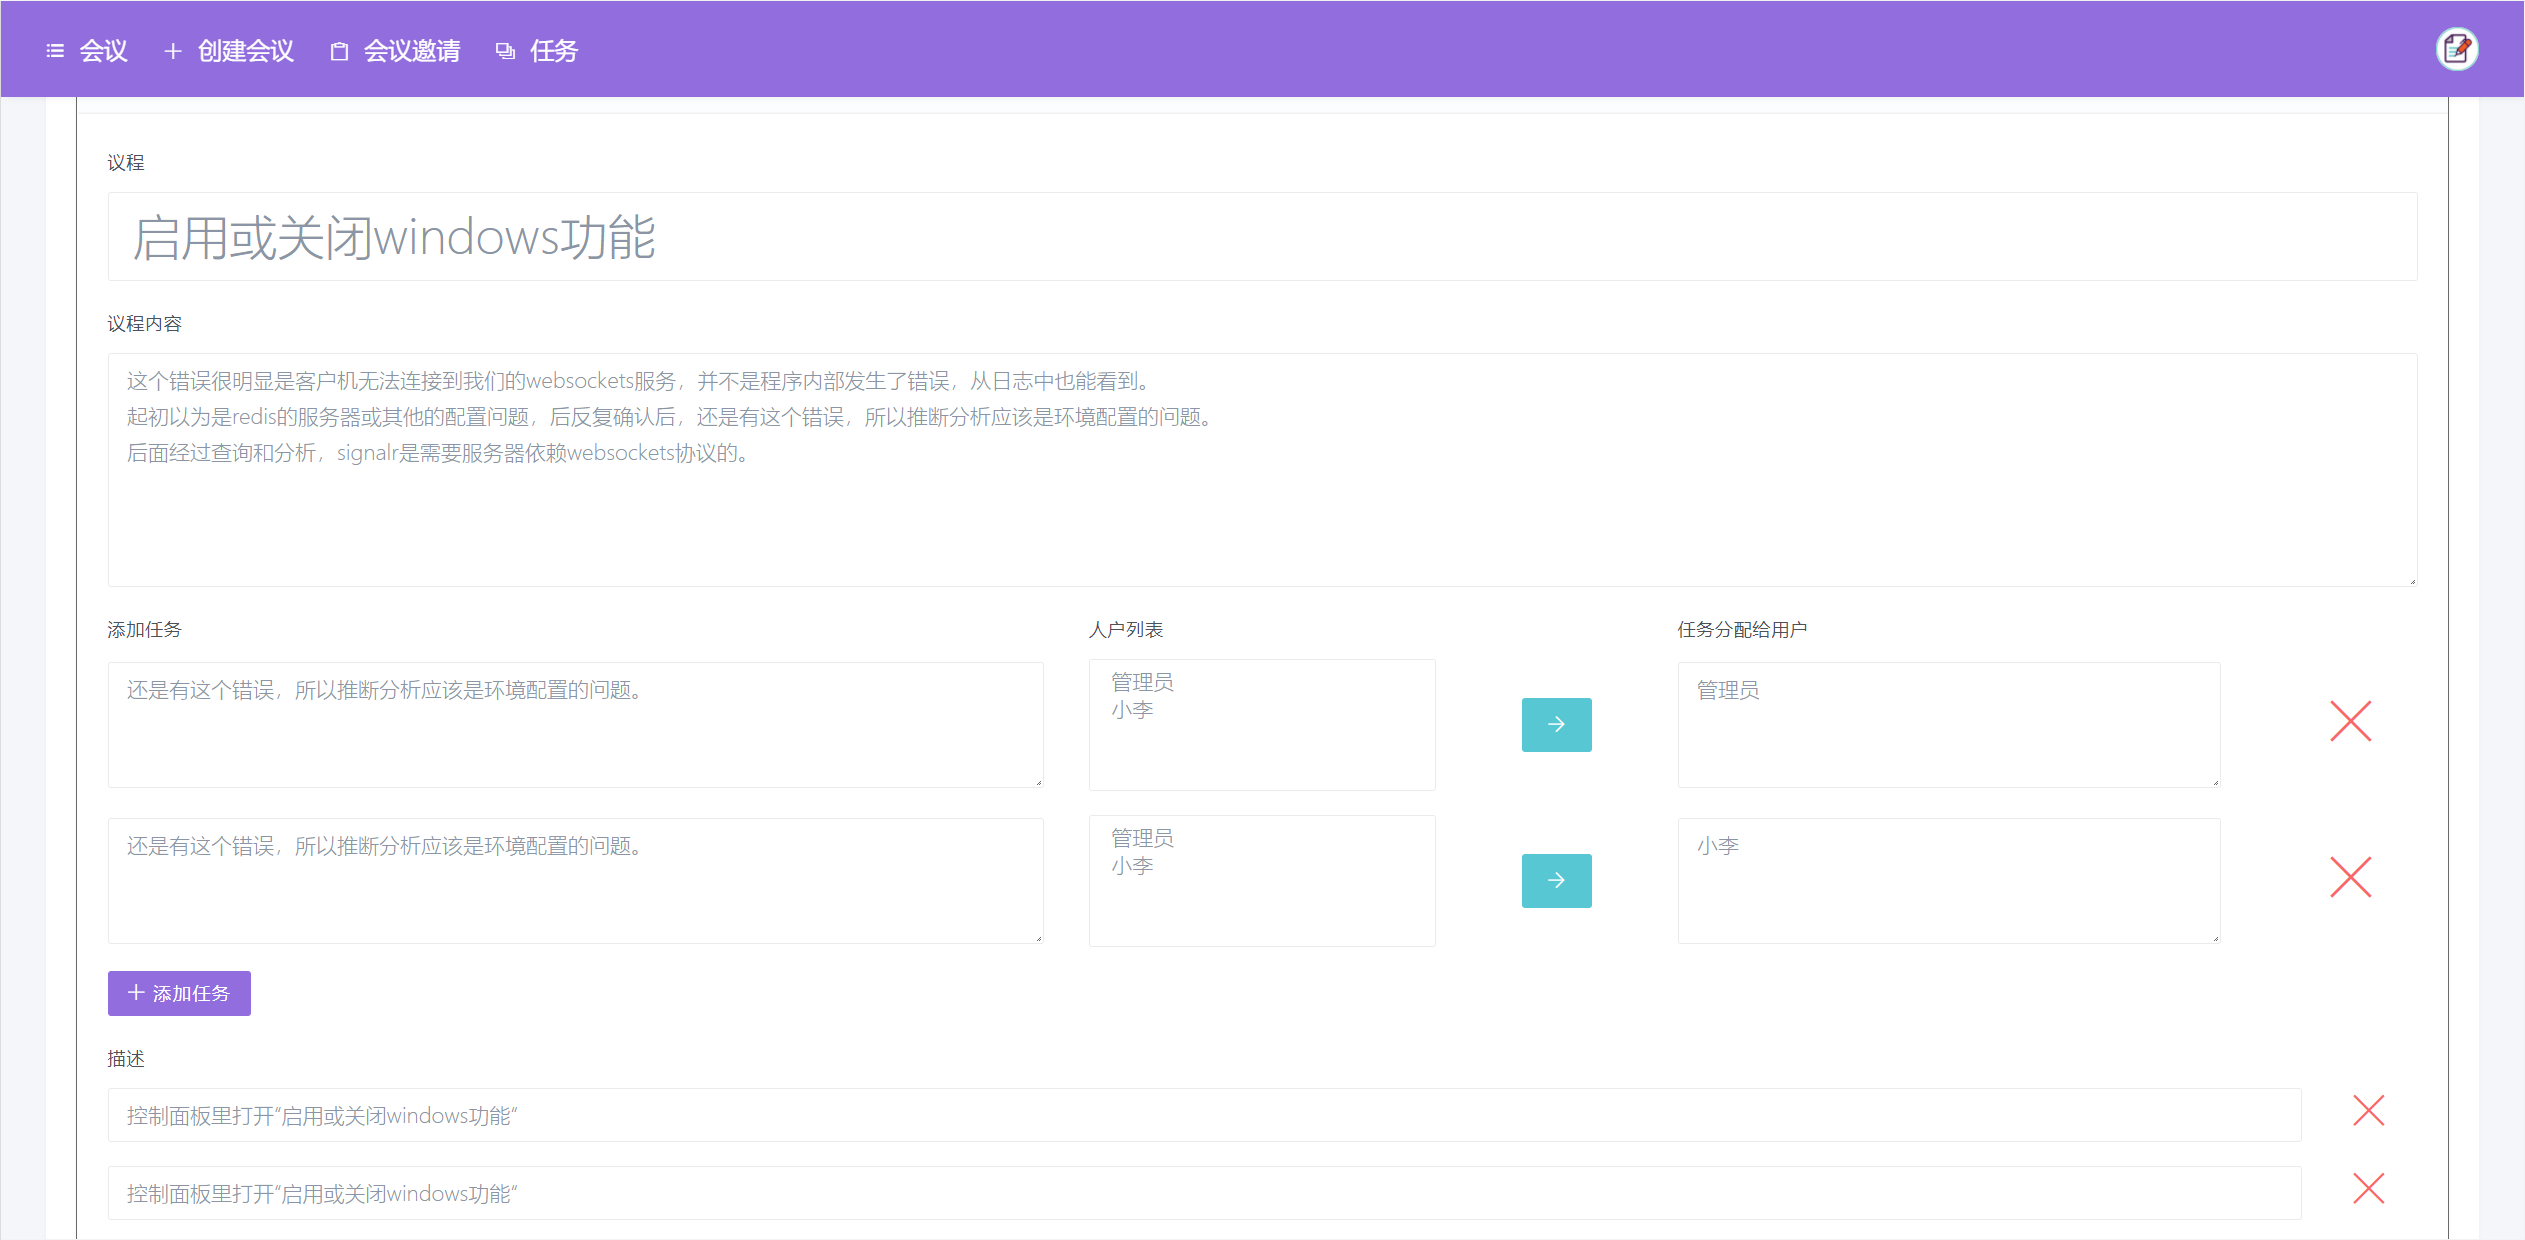 会议
创建会议
会议邀请
任务
议程
启用或关闭windows功能
议程内容
这个错误很明显是客户机无法连接到我们的websockets服务，并不是程序内部发生了错误，从日志中也能看到。
起初以为是redis的服务器或其他的配置问题，后反复确认后，还是有这个错误，所以推断分析应该是环境配置的问题。
后面经过查询和分析，signalr是需要服务器依赖websockets协议的。
添加任务
人户列表
任务分配给用户
还是有这个错误，所以推断分析应该是环境配置的问题。
管理员
小李
管理员
还是有这个错误，所以推断分析应该是环境配置的问题。
管理员
小李
小李
添加任务
描述
控制面板里打开“启用或关闭windows功能“
控制面板里打开“启用或关闭windows功能“